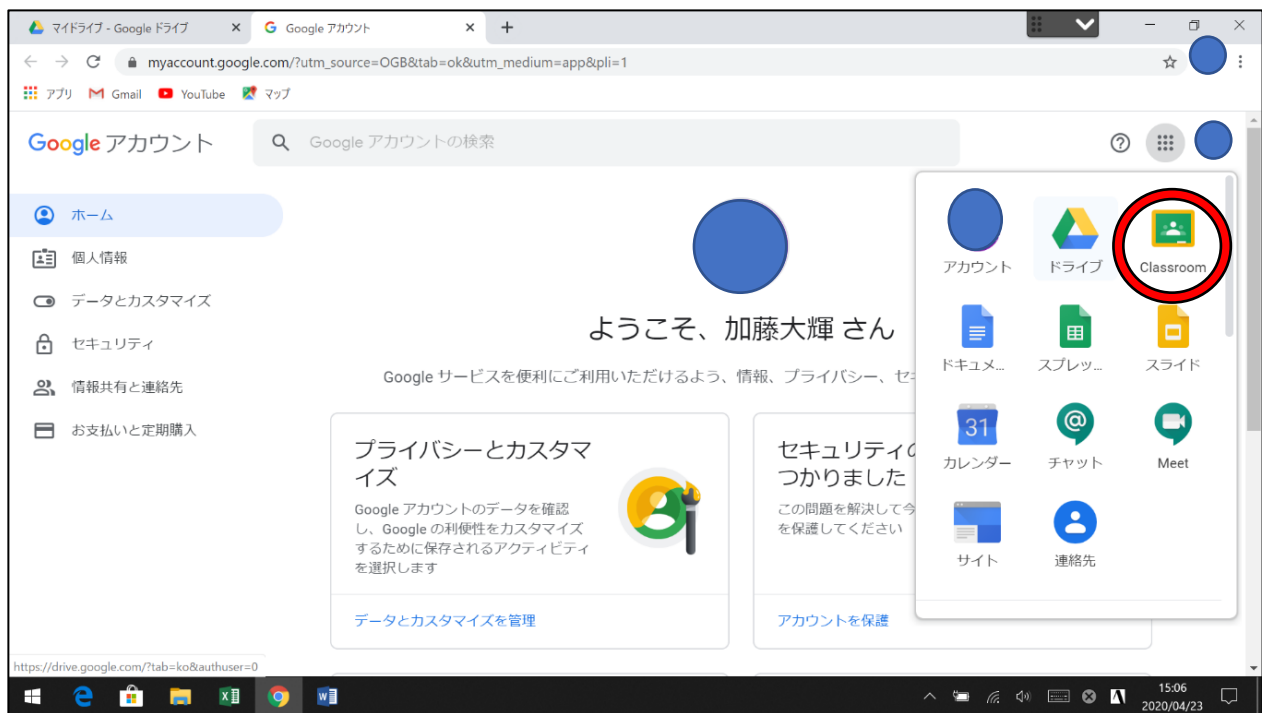 マイドライブ - Google ドライブ
Google アカウント
myaccount.google.com/?utm_source=OGB&tab=ok&utm_medium=app&pli=1
アプリ Gmail YouTube マップ
Google アカウント
Google アカウントの検索
ホーム
個人情報
データとカスタマイズ
セキュリティ
情報共有と連絡先
お支払いと定期購入
ようこそ、加藤大輝 さん
Google サービスを便利にご利用いただけるよう、情報、プライバシー、セ
プライバシーとカスタマ
イズ
Google アカウントのデータを確認
し、Google の利便性をカスタマイズ
するために保存されるアクティビティ
を選択します
データとカスタマイズを管理
セキュリティの
つかりました
この問題を解決して今
を保護してください
アカウントを保護
アカウント ドライブ Classroom
ドキュメ... スプレッ... スライド
31
カレンダー チャット Meet
サイト 連絡先
https://drive.google.com/?tab=ko&authuser=0
15:06
2020/04/23